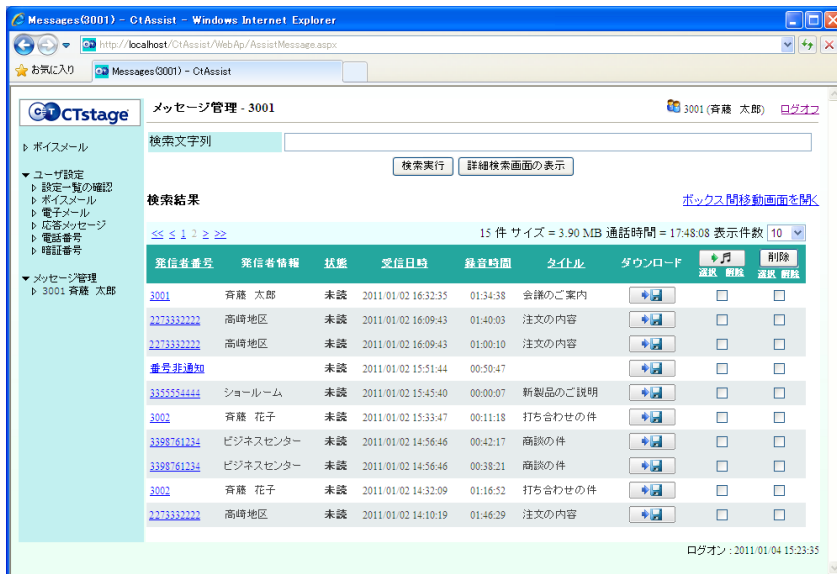 Messages(3001) - CtAssist - Windows Internet Explorer
http://localhost/CtAssist/WebAp/AssistMessage.aspx
お気に入り Messages(3001) - CtAssist
CTstage
メッセージ管理 - 3001
3001 (斉藤 太郎) ログオフ
検索文字列
検索実行 詳細検索画面の表示
ボイスメール
ユーザ設定
設定一覧の確認
ボイスメール
電子メール
応答メッセージ
電話番号
暗証番号
メッセージ管理
3001 斉藤 太郎
検索結果
ボックス間移動画面を開く
<< < 1 2 > >>
15 件 サイズ = 3.90 MB 通話時間 = 17:48:08 表示件数 10
発信者番号 発信者情報 状態 受信日時 録音時間 タイトル ダウンロード 選択 解除 削除 選択 解除
3001 斉藤 太郎 未読 2011/01/02 16:32:35 01:34:38 会議のご案内
2273332222 高崎地区 未読 2011/01/02 16:09:43 01:40:03 注文の内容
2273332222 高崎地区 未読 2011/01/02 16:09:43 01:00:10 注文の内容
番号非通知 未読 2011/01/02 15:51:44 00:50:47
3355554444 ショールーム 未読 2011/01/02 15:45:40 00:00:07 新製品のご説明
3002 斉藤 花子 未読 2011/01/02 15:33:47 00:11:18 打ち合わせの件
3398761234 ビジネスセンター 未読 2011/01/02 14:56:46 00:42:17 商談の件
3398761234 ビジネスセンター 未読 2011/01/02 14:56:46 00:38:21 商談の件
3002 斉藤 花子 未読 2011/01/02 14:32:09 01:16:52 打ち合わせの件
2273332222 高崎地区 未読 2011/01/02 14:10:19 01:46:29 注文の内容
ログオン : 2011/01/04 15:23:35